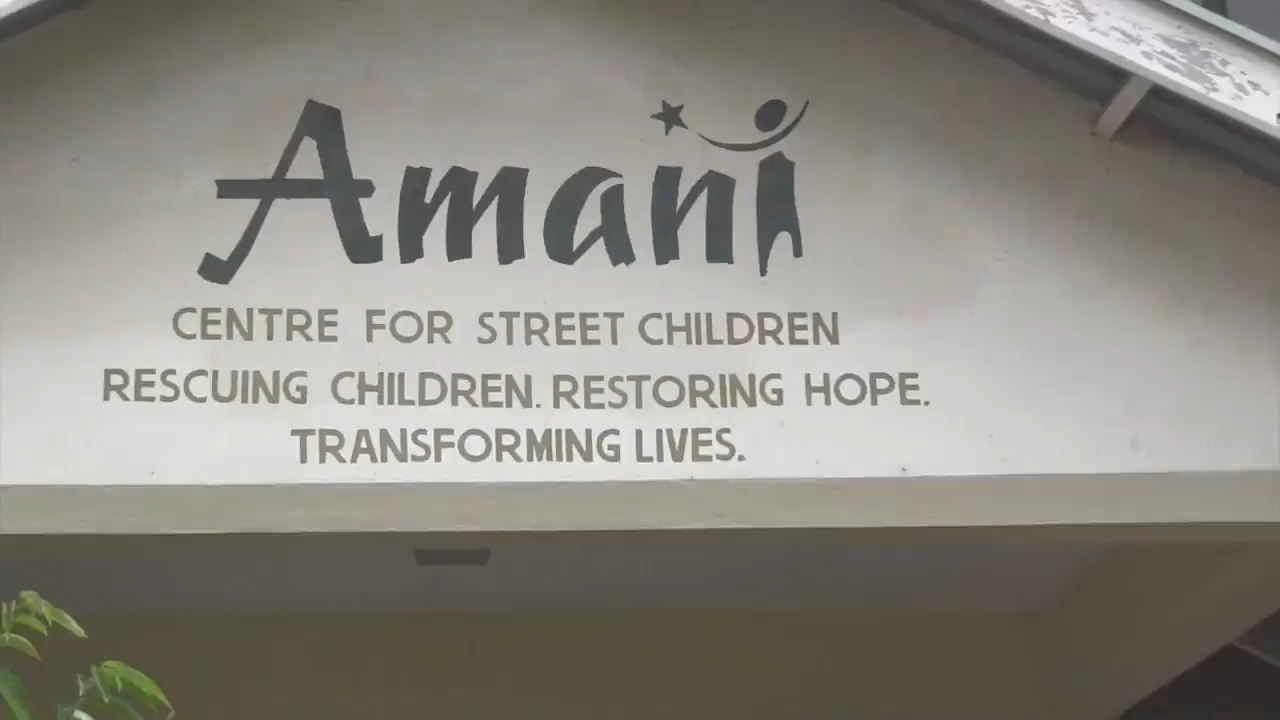 Amani
CENTRE FOR STREET CHILDREN
RESCUING CHILDREN. RESTORING HOPE.
TRANSFORMING LIVES.